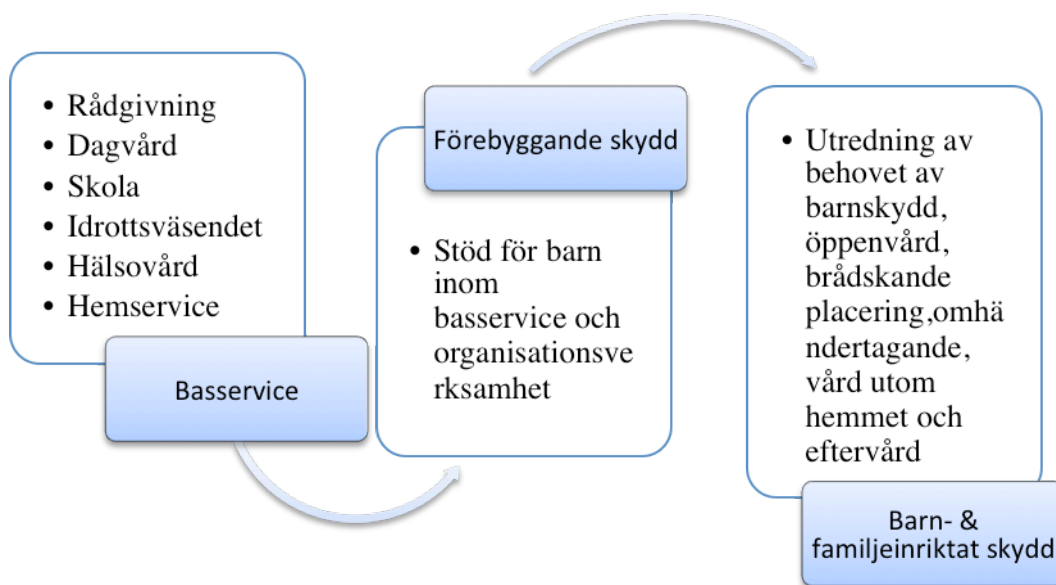 • Rådgivning
• Dagvård
• Skola
• Idrottsväsendet
• Hälsovård
• Hemservice
Basservice
Förebyggande skydd
• Stöd för barn
inom
basservice och
organisationsve
rksamhet
• Utredning av
behovet av
barnskydd,
öppenvård,
brådskande
placering,omhä
ndertagande,
vård utom
hemmet och
eftervård
Barn- &
familjeinriktat skydd